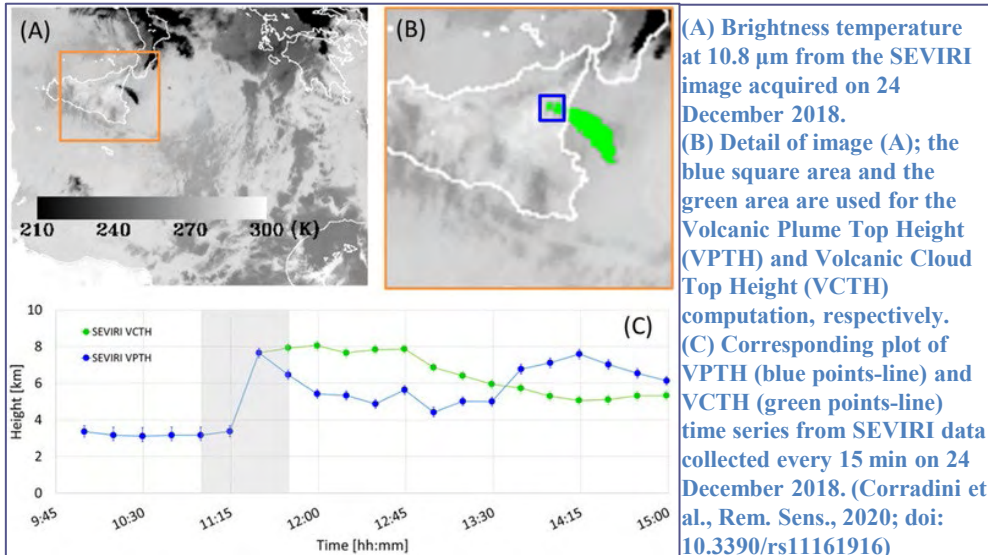 (A)
210 240 270 300 (K)
(B)
(A) Brightness temperature
at 10.8 µm from the SEVIRI
image acquired on 24
December 2018.
(B) Detail of image (A); the
blue square area and the
green area are used for the
Volcanic Plume Top Height
(VPTH) and Volcanic Cloud
Top Height (VCTH)
computation, respectively.
(C) Corresponding plot of
VPTH (blue points-line) and
VCTH (green points-line)
time series from SEVIRI data
collected every 15 min on 24
December 2018. (Corradini et
al., Rem. Sens., 2020; doi:
10.3390/rs11161916)
(C)
SEVIRI VCTH
SEVIRI VPTH
Height [km]
10
8
6
4
2
0
9:45 10:30 11:15 12:00 12:45 13:30 14:15 15:00
Time [hh:mm]